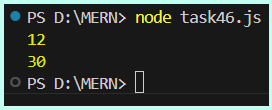 PS D:\MERN> node task46.js
12
30
PS D:\MERN>